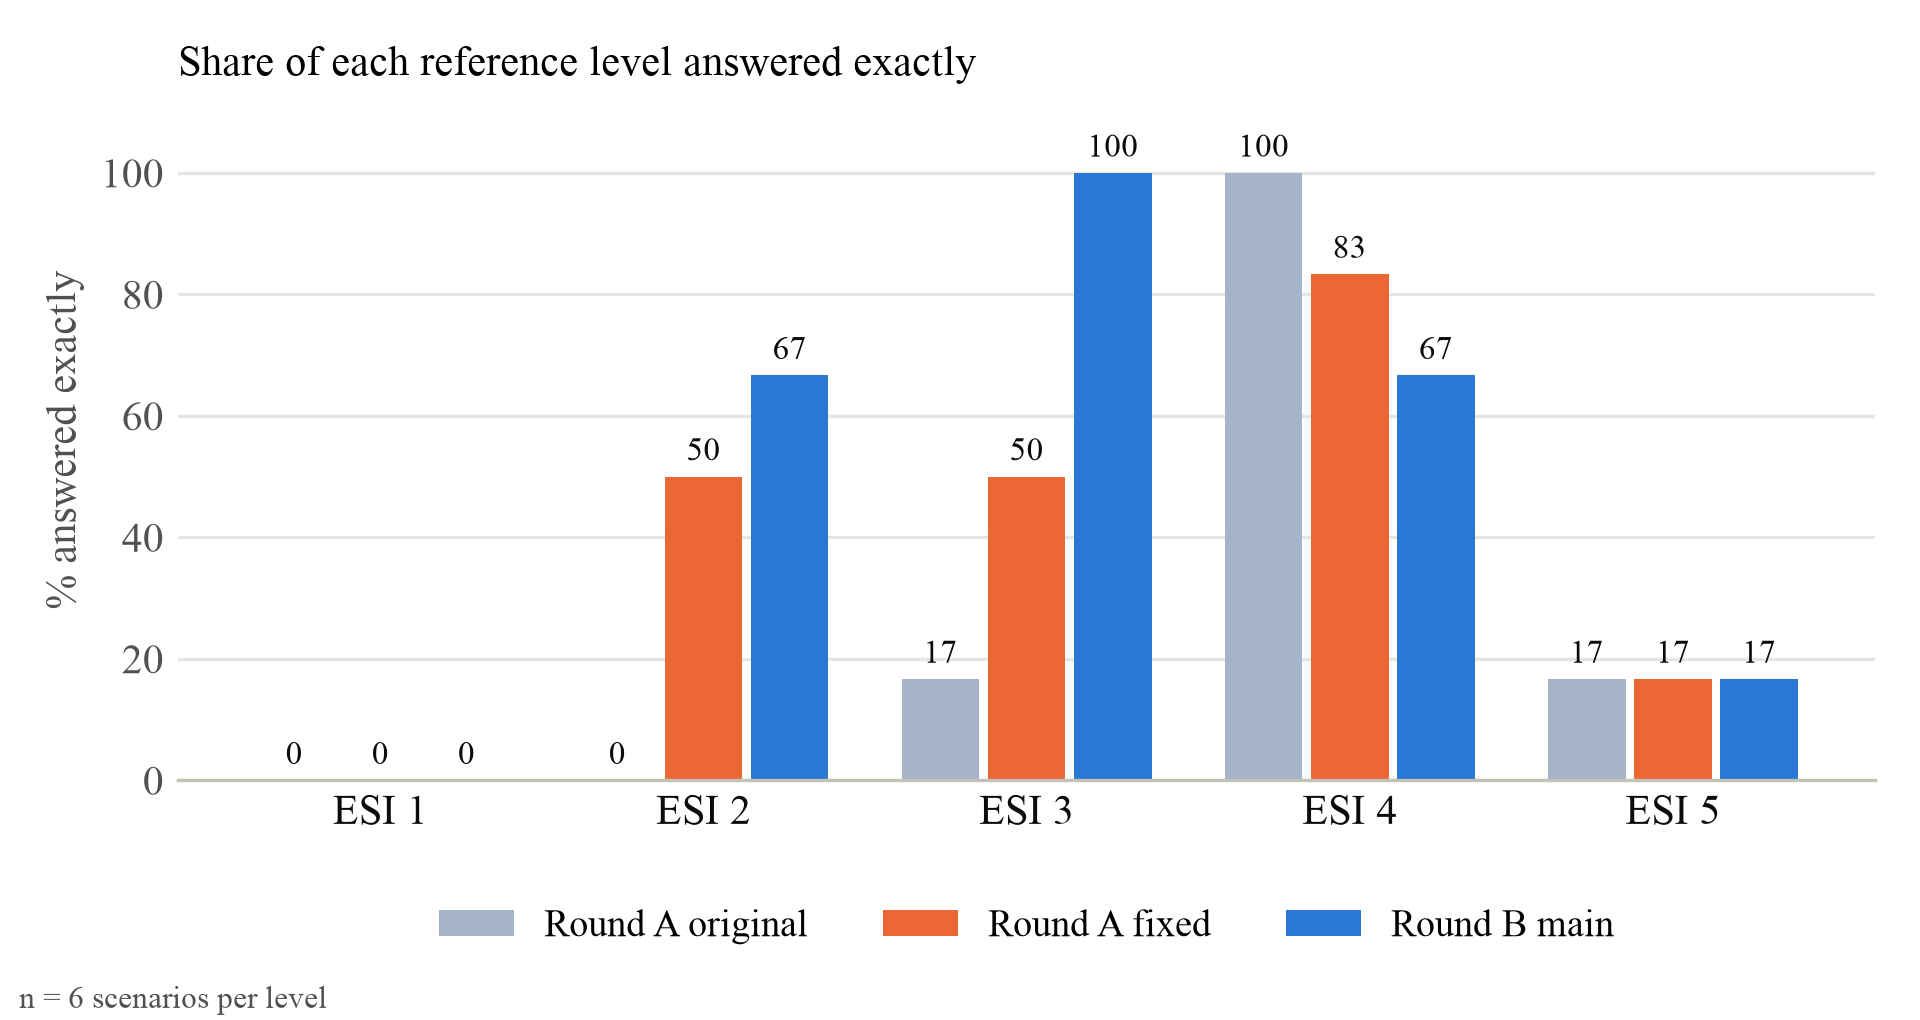 Share of each reference level answered exactly
% answered exactly
100
80
60
40
20
0
0 0 0
0 50 67
17 50 100
100 83 67
17 17 17
ESI 1 ESI 2 ESI 3 ESI 4 ESI 5
Round A original Round A fixed Round B main
n = 6 scenarios per level